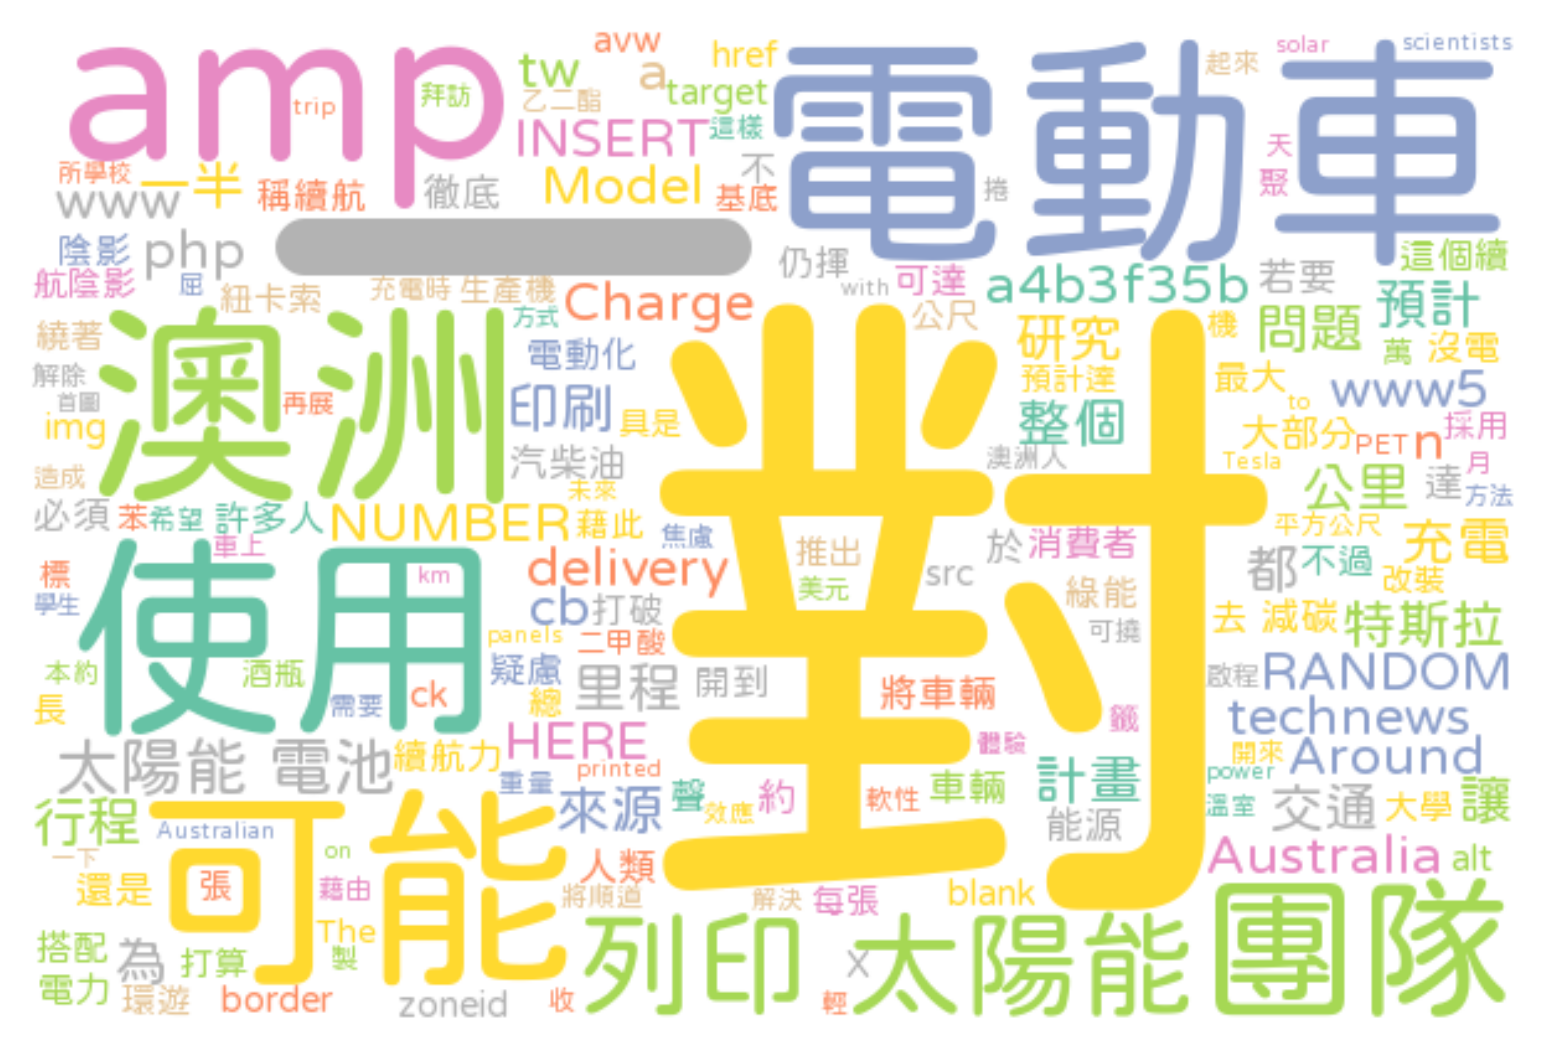 amp
電動車
avw
href
tw
a
target
乙二酯
拜訪
trip
INSERT
這樣
起來
solar
scientists
天
聚
所學校
一半
www
稱續航
徹底
Model
不
基底
捲
陰影
php
仍揮
with
可達
a4b3f35b
若要
這個續
航陰影
屈
紐卡索
充電時
生產機
Charge
公尺
預計
繞著
澳洲
方式
電動化
研究
機
問題
萬
沒電
解除
首圖
再展
印刷
具是
預計達
最大
www5
img
汽柴油
整個
澳洲人
to
大部分
PET
n
採用
Tesla
月
造成
未來
公里
達
方法
必須
苯
希望
許多人
NUMBER
藉此
焦慮
對
平方公尺
充電
車上
推出
於
消費者
都
不過
標
km
delivery
美元
src
改裝
學生
使用
cb
打破
綠能
去
減碳
特斯拉
panels
二甲酸
可撓
本約
酒瓶
疑慮
里程
開到
啟程
RANDOM
長
需要
ck
總
將車輛
籤
technews
太陽能
電池
續航力
HERE
體驗
開來
Around
printed
重量
power
行程
Australian
來源
聲
效應
約
軟性
車輛
計畫
溫室
交通
大學
讓
能源
一下
可能
on
人類
Australia
alt
還是
張
藉由
將順道
解決
每張
blank
The
搭配
為
打算
製
列印
X
太陽能
團隊
電力
環遊
border
zoneid
收
輕